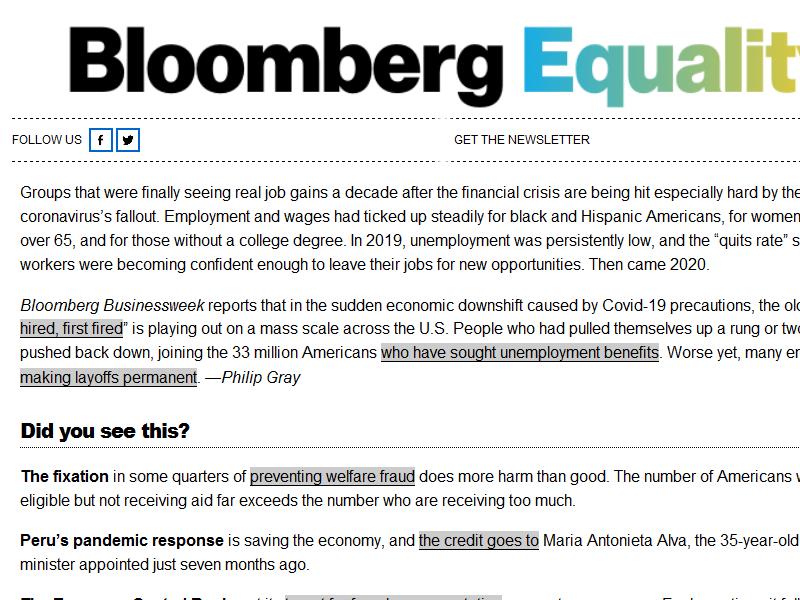 Bloomberg Equality
FOLLOW US
GET THE NEWSLETTER
Groups that were finally seeing real job gains a decade after the financial crisis are being hit especially hard by the
coronavirus’s fallout. Employment and wages had ticked up steadily for black and Hispanic Americans, for women
over 65, and for those without a college degree. In 2019, unemployment was persistently low, and the “quits rate” s
workers were becoming confident enough to leave their jobs for new opportunities. Then came 2020.
Bloomberg Businessweek reports that in the sudden economic downshift caused by Covid-19 precautions, the old
hired, first fired” is playing out on a mass scale across the U.S. People who had pulled themselves up a rung or two
pushed back down, joining the 33 million Americans who have sought unemployment benefits. Worse yet, many
making layoffs permanent. —Philip Gray
Did you see this?
The fixation in some quarters of preventing welfare fraud does more harm than good. The number of Americans
eligible but not receiving aid far exceeds the number who are receiving too much.
Peru’s pandemic response is saving the economy, and the credit goes to Maria Antonieta Alva, the 35-year-old
minister appointed just seven months ago.